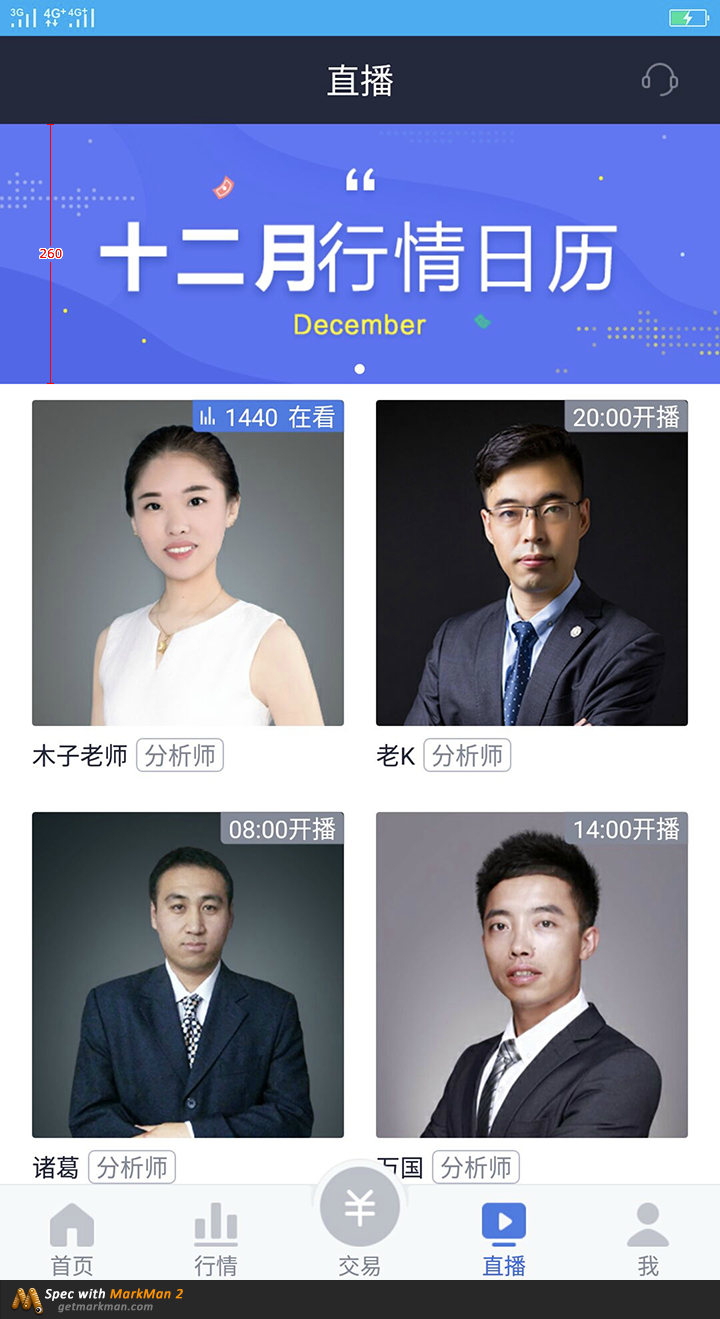 3G 4G+ 4G+
直播
“
260
十二月行情日历
December
1440 在看
20:00开播
木子老师 分析师
老K 分析师
08:00开播
14:00开播
诸葛 分析师
万国 分析师
¥
首页
行情
交易
直播
我
Spec with MarkMan 2
getmarkman.com